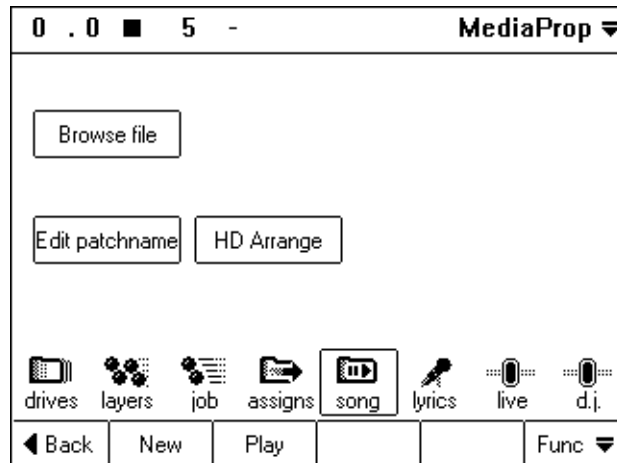 0 .0 ■ 5 - MediaProp
Browse file
Edit patchname HD Arrange
drives layers job assigns song lyrics live d.j.
Back New Play Func